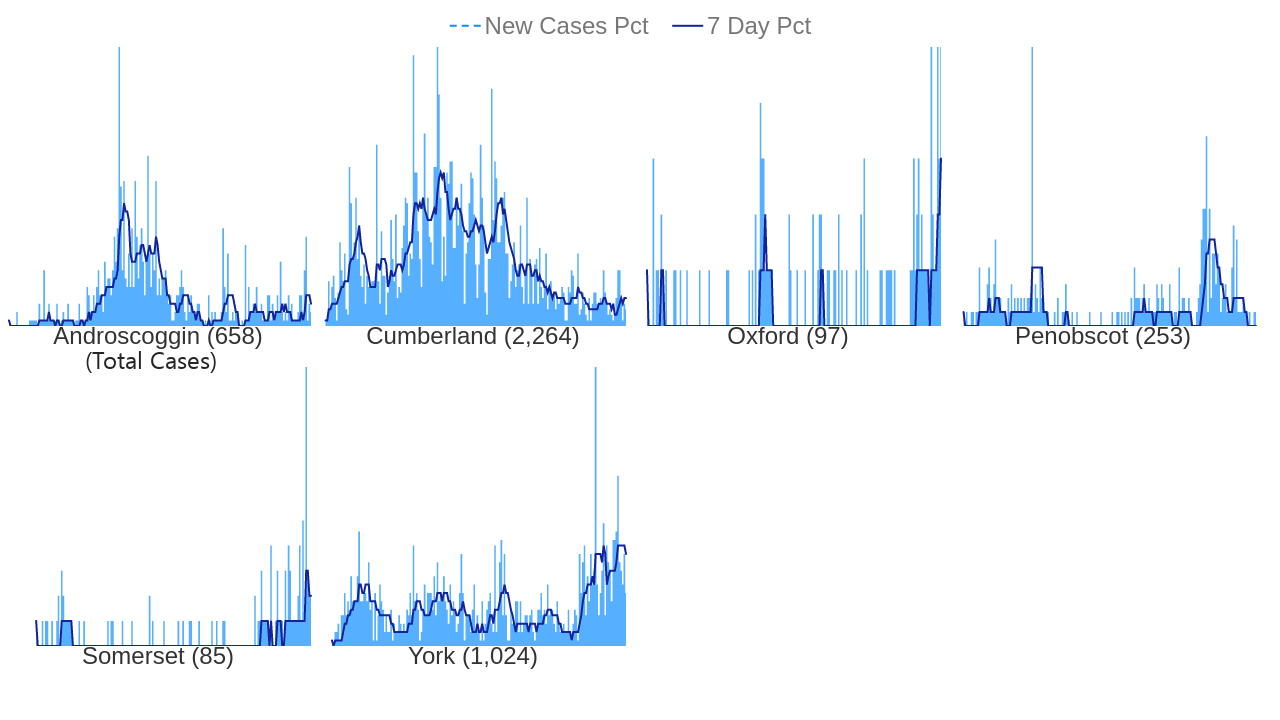 New Cases Pct 7 Day Pct
Androscoggin (658) Cumberland (2,264) Oxford (97) Penobscot (253)
(Total Cases)
Somerset (85) York (1,024)